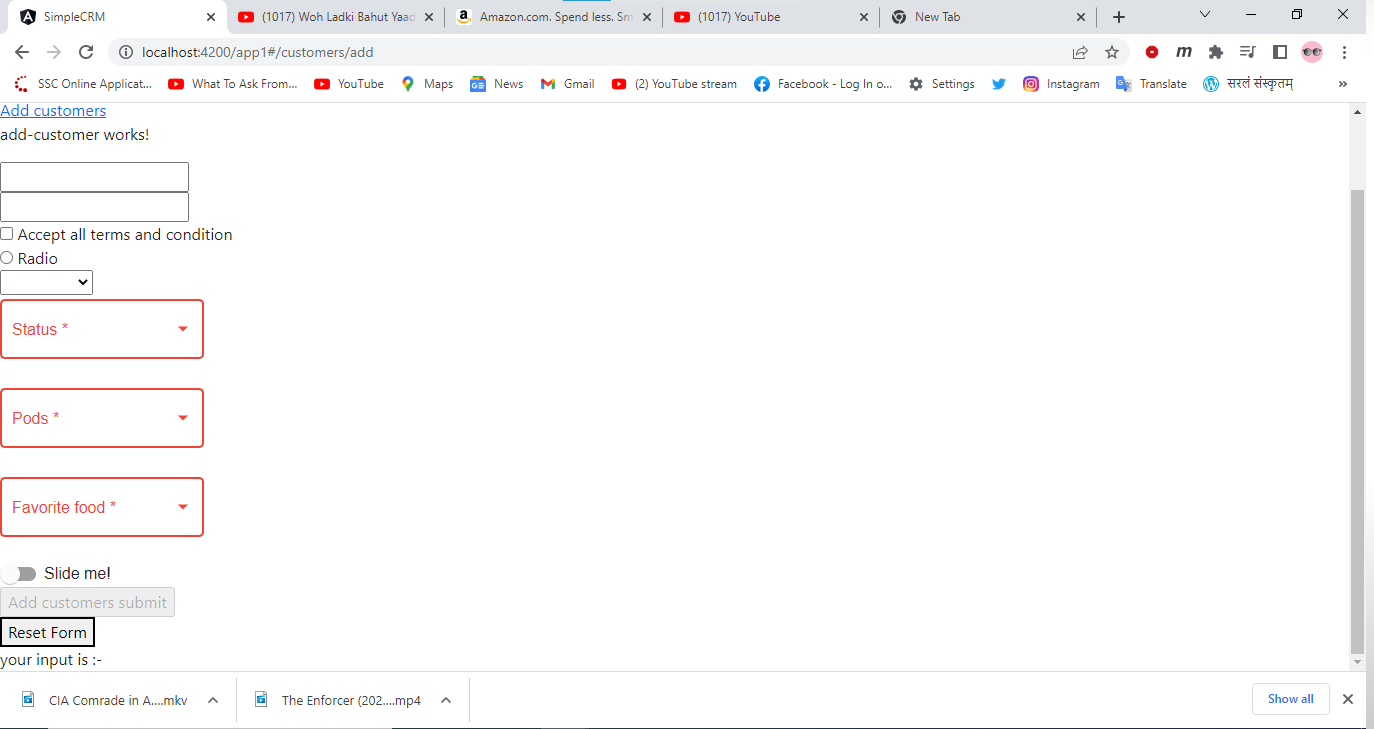 SimpleCRM
(1017) Woh Ladki Bahut Yaad
Amazon.com. Spend less. Sm
(1017) YouTube
New Tab
localhost:4200/app1#/customers/add
SSC Online Applicat...
What To Ask From...
YouTube
Maps
News
Gmail
(2) YouTube stream
Facebook - Log In o...
Settings
Instagram
Translate
सरलं संस्कृतम्
Add customers
add-customer works!
Accept all terms and condition
Radio
Status *
Pods *
Favorite food *
Slide me!
Add customers submit
Reset Form
your input is :-
CIA Comrade in A....mkv
The Enforcer (202....mp4
Show all